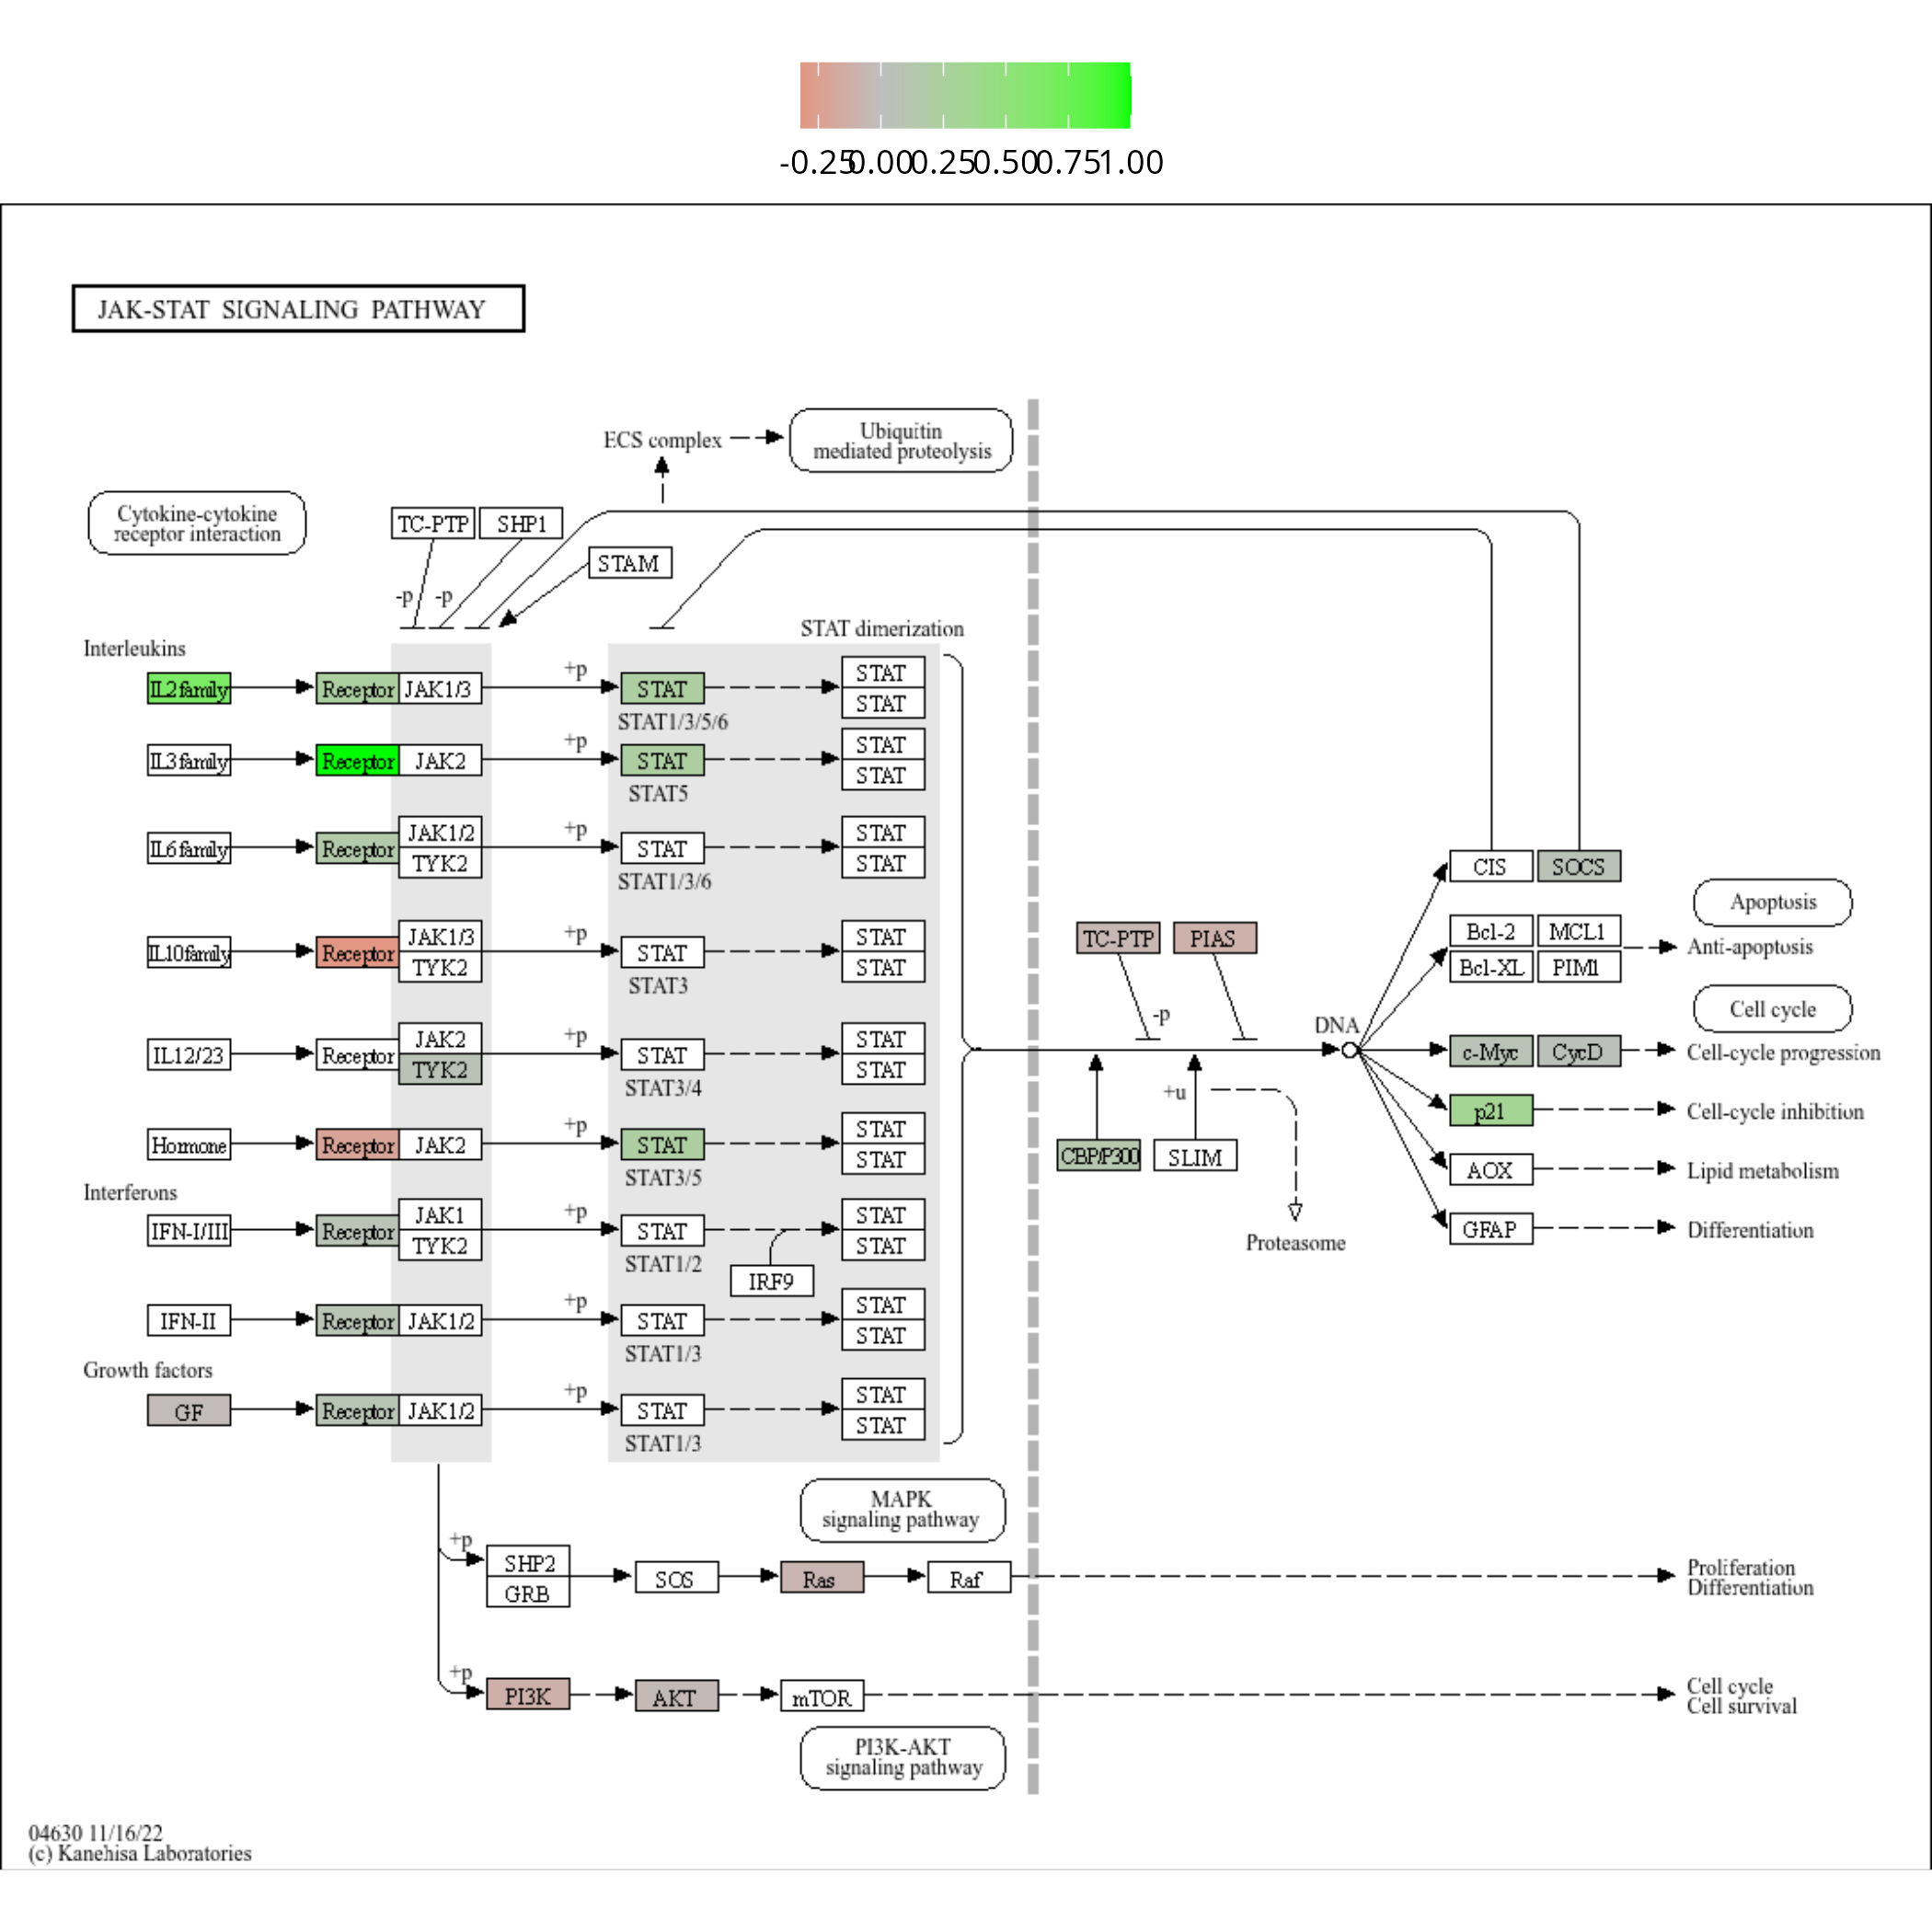 -0.25 0.00 0.25 0.50 0.75 1.00
JAK-STAT SIGNALING PATHWAY
ECS complex
Ubiquitin
mediated proteolysis
Cytokine-cytokine
receptor interaction
TC-PTP SHP1
STAM
-p -p
Interleukins
STAT dimerization
IL2family Receptor JAK1/3 +p STAT STAT
STAT
STAT1/3/5/6
IL3family Receptor JAK2 +p STAT STAT
STAT
STAT5
IL6family Receptor JAK1/2 +p STAT STAT
TYK2 STAT
STAT1/3/6
IL10family Receptor JAK1/3 +p STAT STAT
TYK2 STAT
STAT3
IL12/23 Receptor JAK2 +p STAT STAT
TYK2 STAT
STAT3/4
Hormone Receptor JAK2 +p STAT STAT
STAT
STAT3/5
Interferons
IFN-I/III Receptor JAK1 +p STAT STAT
TYK2 STAT
STAT1/2
IRF9
IFN-II Receptor JAK1/2 +p STAT STAT
STAT
STAT1/3
Growth factors
GF Receptor JAK1/2 +p STAT STAT
STAT
STAT1/3
TC-PTP PIAS
-p
DNA
+u
CBP/P300 SLIM
Proteasome
CIS SOCS
Apoptosis
Bcl-2 MCL1
Anti-apoptosis
Bcl-XL PIM1
Cell cycle
c-Myc CycD Cell-cycle progression
p21 Cell-cycle inhibition
AOX Lipid metabolism
GFAP Differentiation
MAPK
signaling pathway
+p
SHP2
GRB
SOS Ras Raf
Proliferation
Differentiation
+p
PI3K AKT mTOR
Cell cycle
Cell survival
PI3K-AKT
signaling pathway
04630 11/16/22
(c) Kanehisa Laboratories